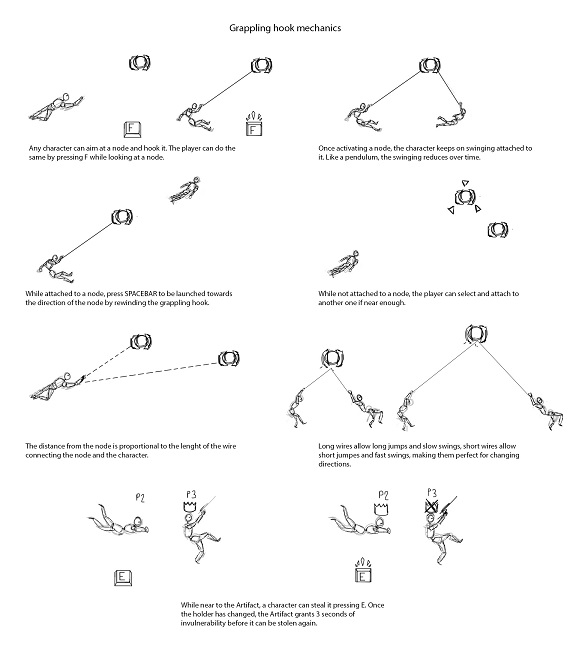 Grappling hook mechanics
F
F
Any character can aim at a node and hook it. The player can do the
same by pressing F while looking at a node.
Once activating a node, the character keeps on swinging attached to
it. Like a pendulum, the swinging reduces over time.
While attached to a node, press SPACEBAR to be launched towards
the direction of the node by rewinding the grappling hook.
While not attached to a node, the player can select and attach to
another one if near enough.
The distance from the node is proportional to the lenght of the wire
connecting the node and the character.
Long wires allow long jumps and slow swings, short wires allow
short jumpes and fast swings, making them perfect for changing
directions.
P2
P3
E
P2
P3
E
While near to the Artifact, a character can steal it pressing E. Once
the holder has changed, the Artifact grants 3 seconds of
invulnerability before it can be stolen again.